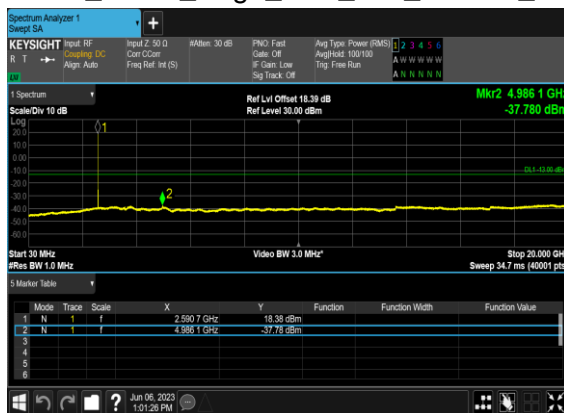 Spectrum Analyzer 1
Swept SA
+
KEYSIGHT Input: RF Input Z: 50 Ω #Atten: 30 dB PNO: Fast Avg Type: Power (RMS) 1 2 3 4 5 6
R T Coupling: DC Corr CCorr Gate: Off Avg|Hold: 100/100 A W W W W W
Align: Auto Freq Ref: Int (S) IF Gain: Low Trig: Free Run
LW Sig Track: Off A N N N N N
1 Spectrum Ref Lvl Offset 18.39 dB Mkr2 4.986 1 GHz
Scale/Div 10 dB Ref Level 30.00 dBm -37.780 dBm
Log
20.0
10.0
0.00
-10.0
-20.0
-30.0
-40.0
-50.0
-60.0
1
2
DL1 -13.00 dBm
Start 30 MHz Video BW 3.0 MHz* Stop 20.000 GHz
#Res BW 1.0 MHz Sweep 34.7 ms (40001 pts)
5 Marker Table
Mode Trace Scale X Y Function Function Width Function Value
1 N 1 f 2.590 7 GHz 18.38 dBm
2 N 1 f 4.986 1 GHz -37.78 dBm
3
4
5
6
? Jun 06, 2023
1:01:26 PM